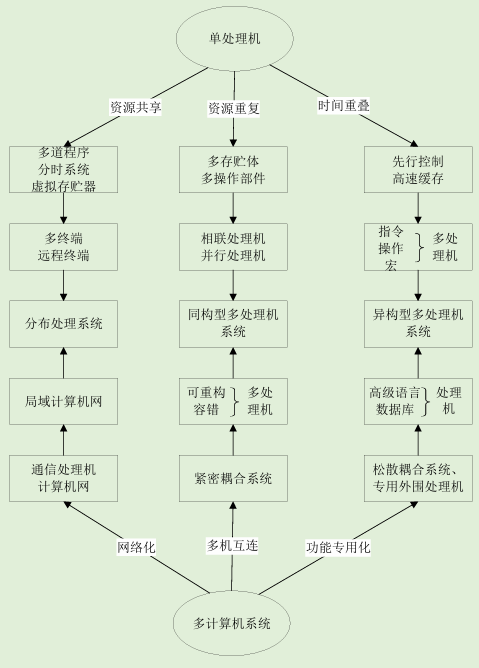 单处理机
资源共享
资源重复
时间重叠
多道程序
分时系统
虚拟存贮器
多存贮体
多操作部件
先行控制
高速缓存
多终端
远程终端
相联处理机
并行处理机
指令
操作
宏
多处
理机
分布处理系统
同构型多处理机
系统
异构型多处理机
系统
局域计算机网
可重构
容错
多处
理机
高级语言
数据库
处理
机
通信处理机
计算机网
紧密耦合系统
松散耦合系统、
专用外围处理机
网络化
多机互连
功能专用化
多计算机系统